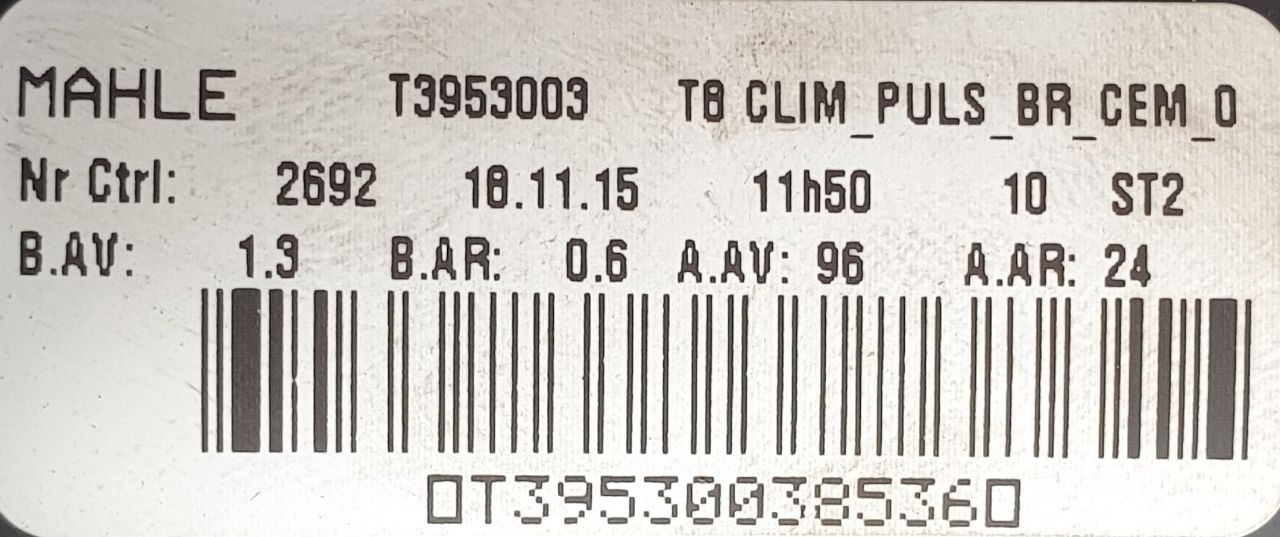 MAHLE T3953003 T8 CLIM_PULS_BR_CEM_0
Nr Ctrl: 2692 18.11.15 11h50 10 ST2
B.AV: 1.3 B.AR: 0.6 A.AV: 96 A.AR: 24
0T395300385360